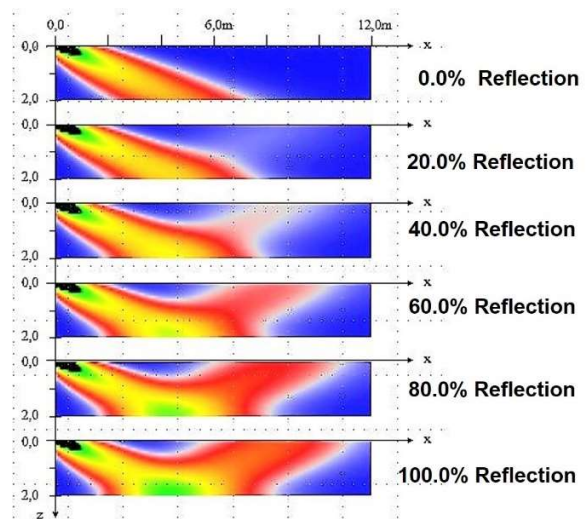 0,0 6,0m 12,0m
0,0 x
0.0% Reflection
2,0
0,0 x
20.0% Reflection
2,0
0,0 x
40.0% Reflection
2,0
0,0 x
60.0% Reflection
2,0
0,0 x
80.0% Reflection
2,0
0,0 x
100.0% Reflection
2,0
z